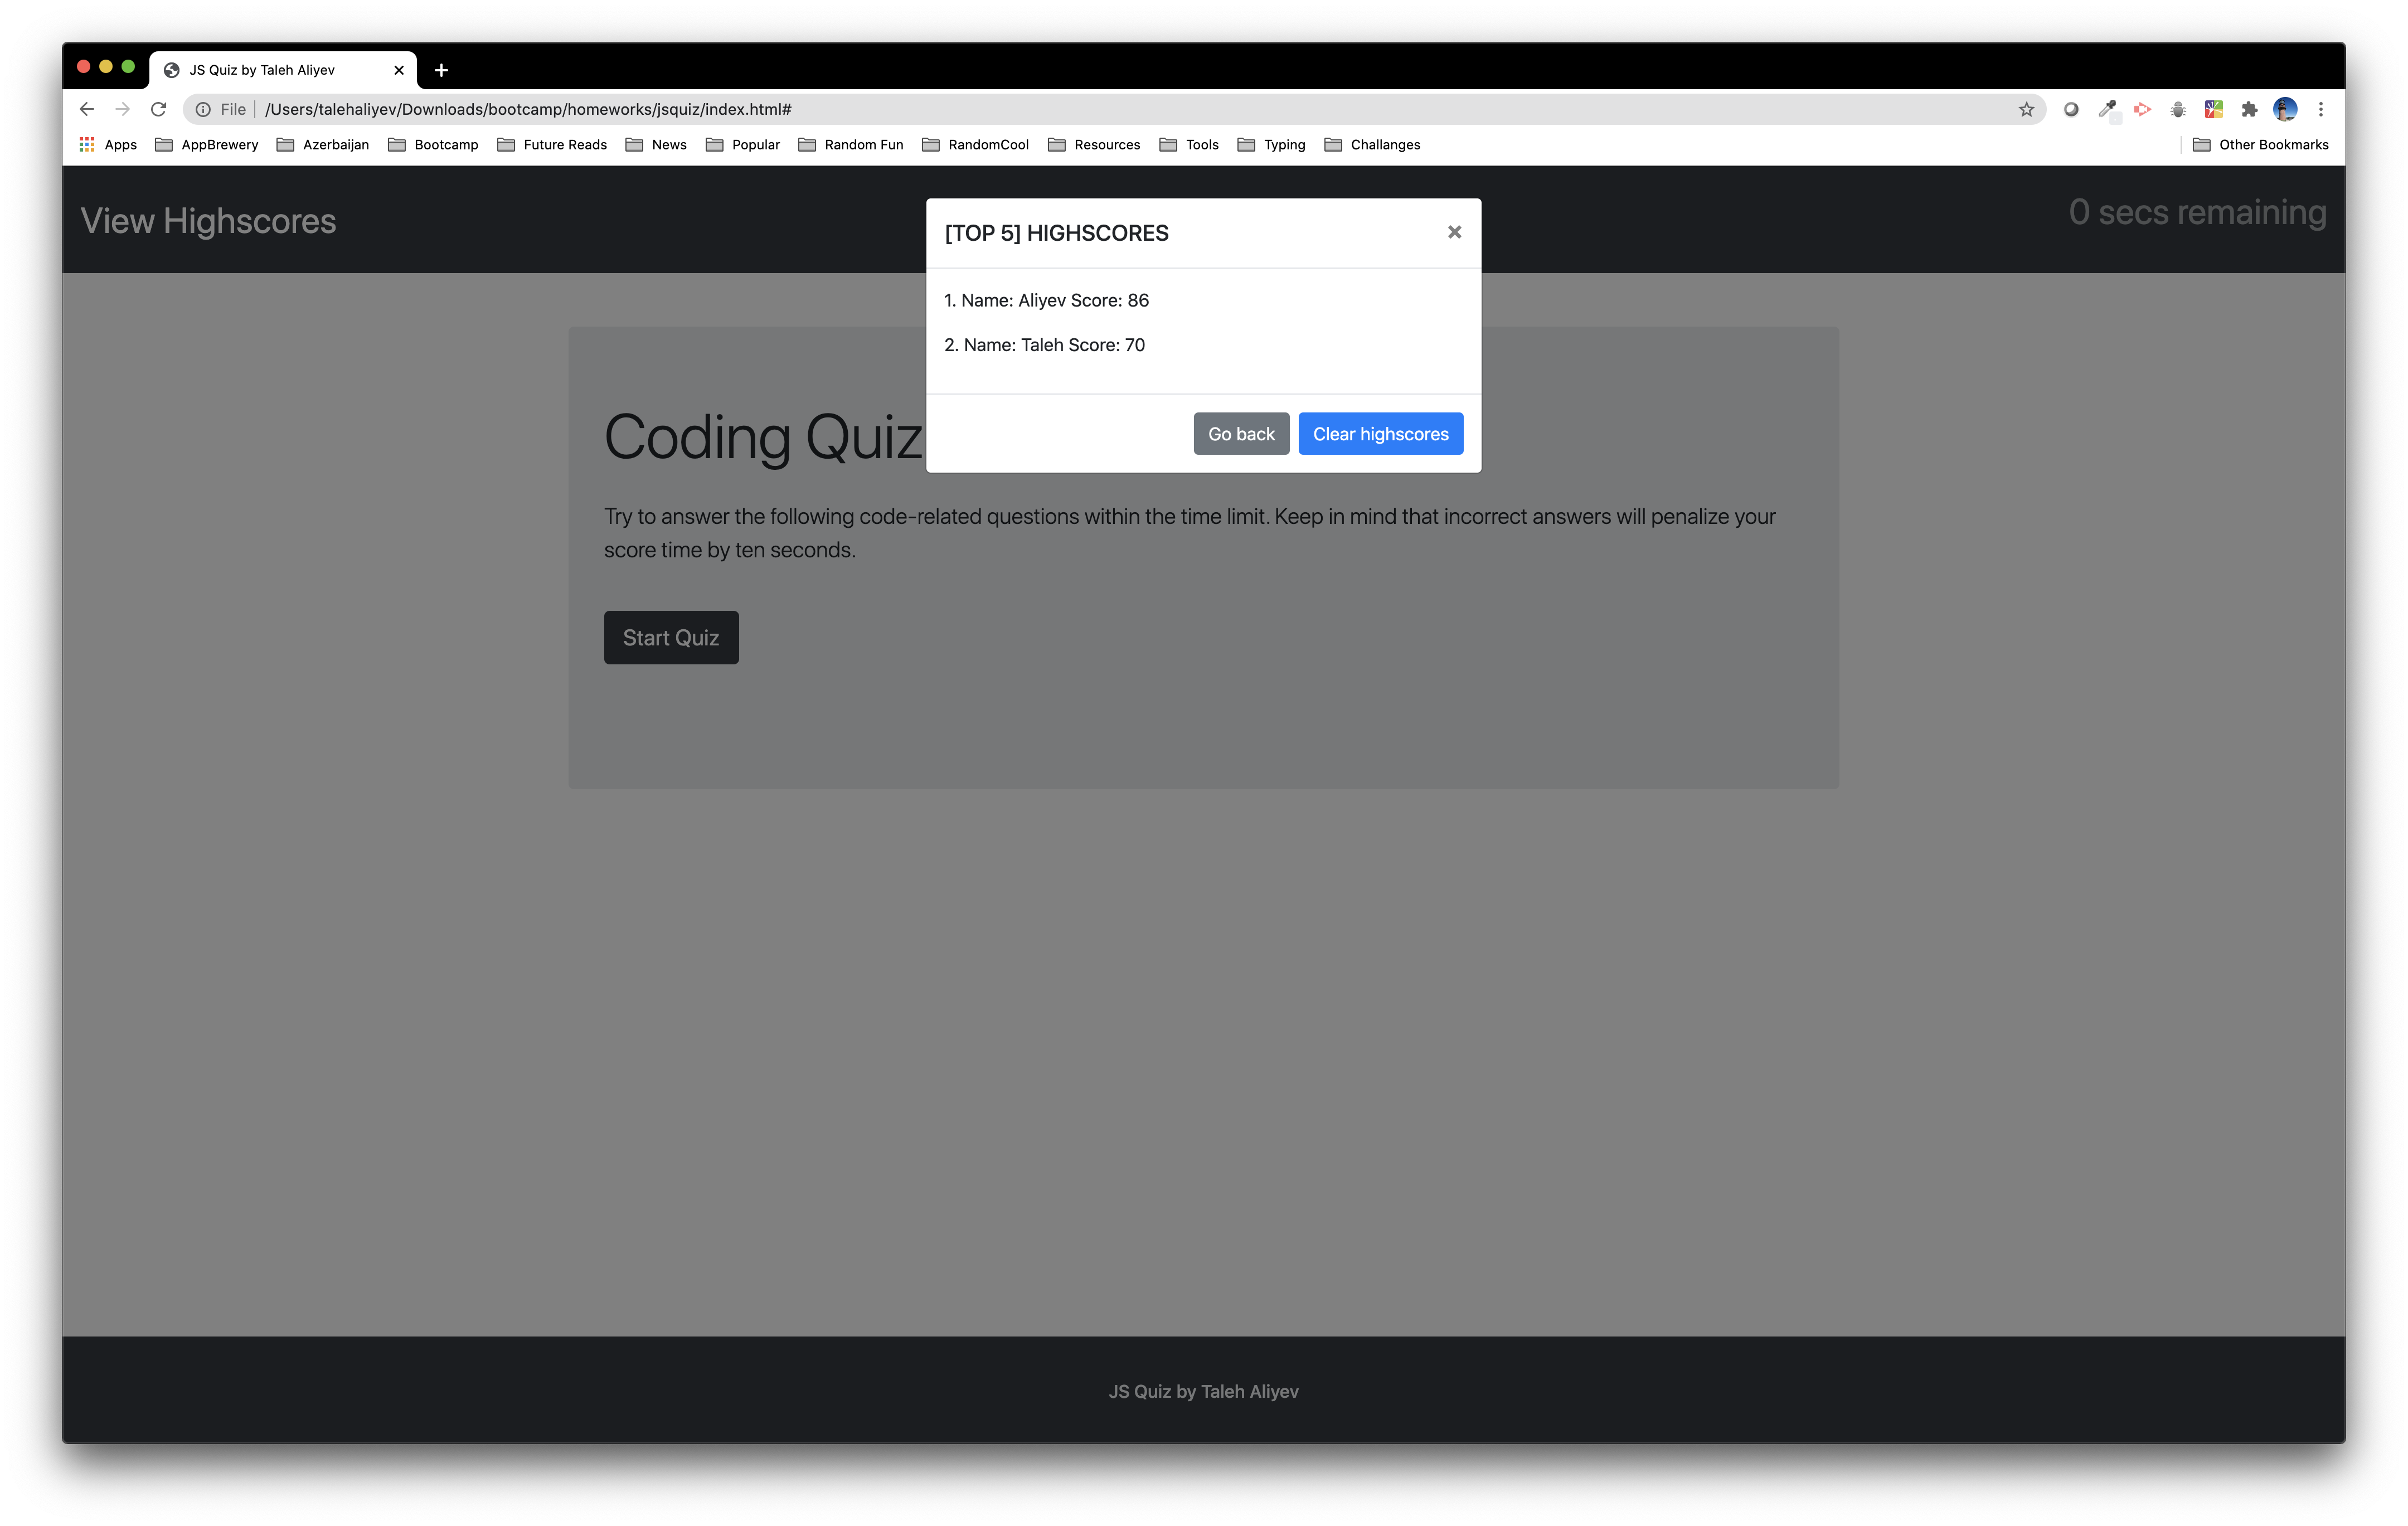 JS Quiz by Taleh Aliyev
File /Users/talehaliyev/Downloads/bootcamp/homeworks/jsquiz/index.html#
Apps AppBrewery Azerbaijan Bootcamp Future Reads News Popular Random Fun RandomCool Resources Tools Typing Challanges Other Bookmarks
View Highscores
0 secs remaining
[TOP 5] HIGHSCORES
1. Name: Aliyev Score: 86
2. Name: Taleh Score: 70
Go back Clear highscores
Coding Quiz
Try to answer the following code-related questions within the time limit. Keep in mind that incorrect answers will penalize your
score time by ten seconds.
Start Quiz
JS Quiz by Taleh Aliyev